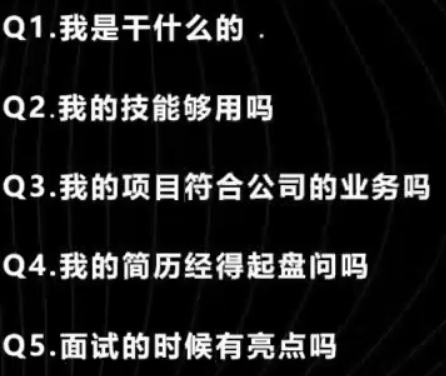 Q1.我是干什么的.
Q2.我的技能够用吗
Q3.我的项目符合公司的业务吗
Q4.我的简历经得起盘问吗
Q5.面试的时候有亮点吗